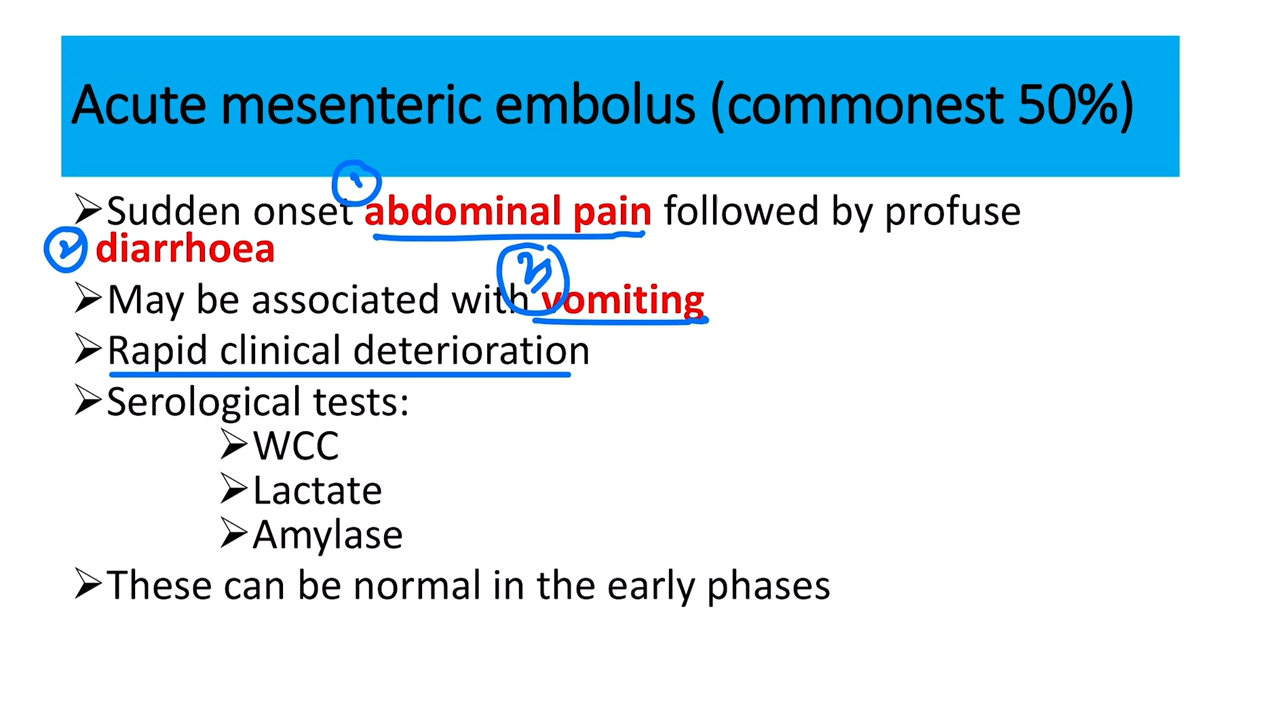 Acute mesenteric embolus (commonest 50%)
➢Sudden onset abdominal pain followed by profuse
diarrhoea
➢May be associated with vomiting
➢Rapid clinical deterioration
➢Serological tests:
➢WCC
➢Lactate
➢Amylase
➢These can be normal in the early phases